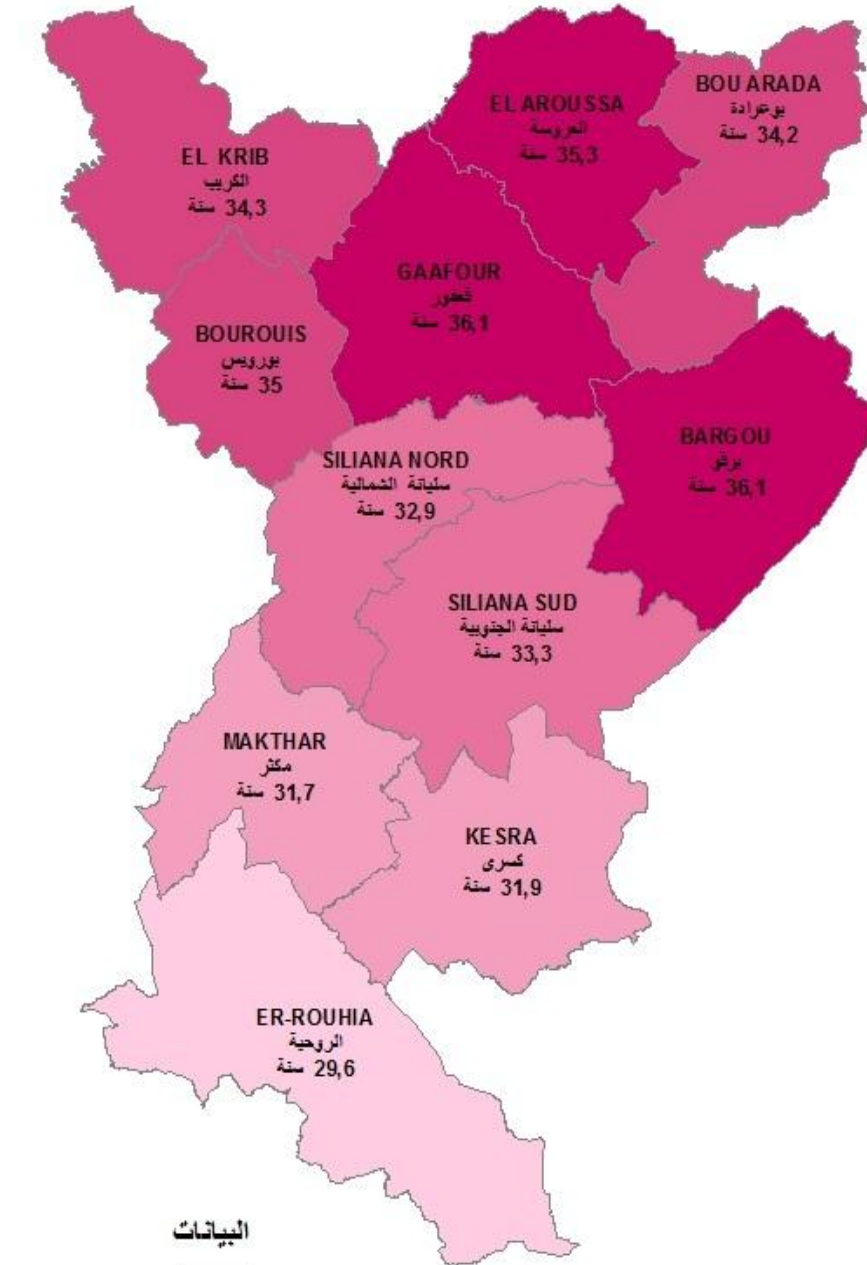 EL AROUSSA
العروسة
35,3 سنة
BOU ARADA
بوعرادة
34,2 سنة
EL KRIB
الكريب
34,3 سنة
GAAFOUR
قعفور
36,1 سنة
BOUROUIS
بورويس
35 سنة
BARGOU
برقو
36,1 سنة
SILIANA NORD
سليانة الشمالية
32,9 سنة
SILIANA SUD
سليانة الجنوبية
33,3 سنة
MAKTHAR
مكثر
31,7 سنة
KESRA
كسرى
31,9 سنة
ER-ROUHIA
الروحية
29,6 سنة
البيانات